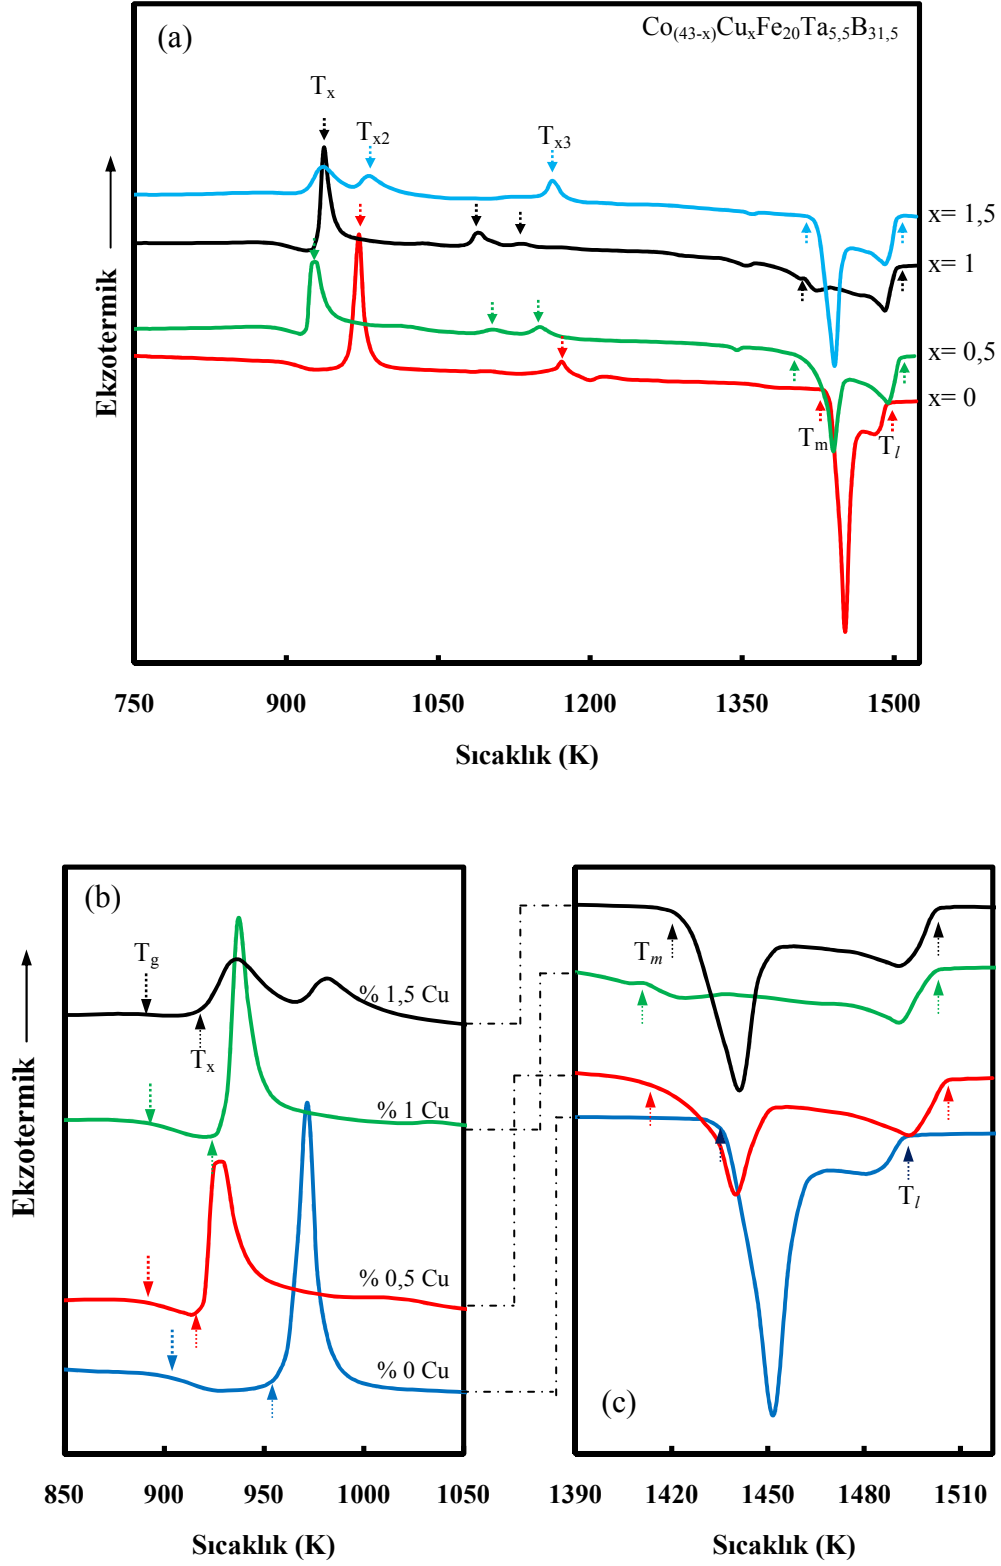 (a)
Co(43-x)CuxFe20Ta5,5B31,5
Tx
Tx2
Tx3
x= 1,5
x= 1
x= 0,5
x= 0
Tm
Tl
Ekzotermik
750 900 1050 1200 1350 1500
Sıcaklık (K)
(b)
Tg
% 1,5 Cu
Tx
% 1 Cu
% 0,5 Cu
% 0 Cu
Ekzotermik
850 900 950 1000 1050
Sıcaklık (K)
Tm
Tl
(c)
1390 1420 1450 1480 1510
Sıcaklık (K)